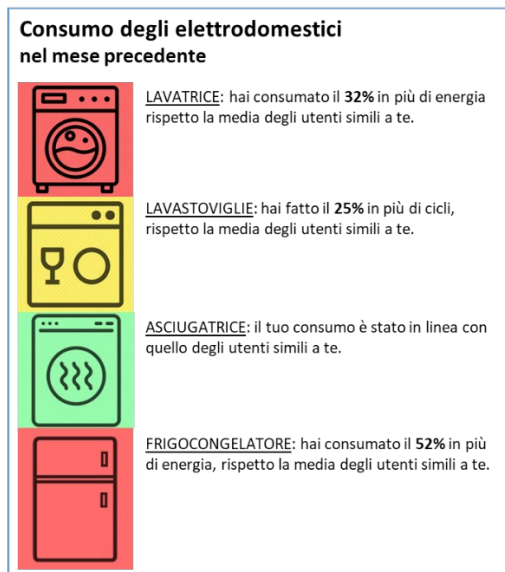 Consumo degli elettrodomestici
nel mese precedente
LAVATRICE: hai consumato il 32% in più di energia
rispetto la media degli utenti simili a te.
LAVASTOVIGLIE: hai fatto il 25% in più di cicli,
rispetto la media degli utenti simili a te.
ASCIUGATRICE: il tuo consumo è stato in linea con
quello degli utenti simili a te.
FRIGOCONGELATORE: hai consumato il 52% in più
di energia, rispetto la media degli utenti simili a te.